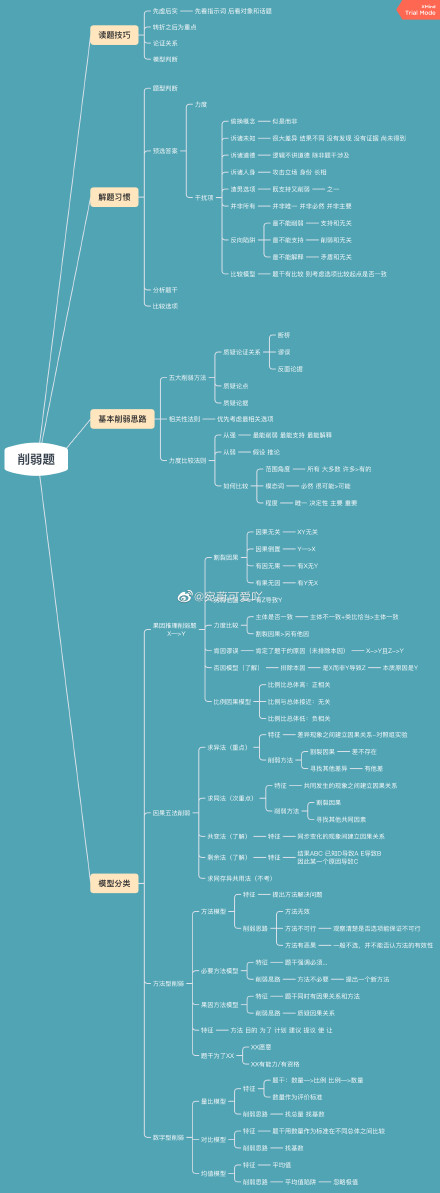 XMind
Trial Mode
削弱题
读题技巧
先虚后实
先看指示词 后看对象和话题
转折之后为重点
论证关系
模型判断
解题习惯
题型判断
预选答案
力度
干扰项
偷换概念
似是他非
诉诸未知
很大差异 结果不同 没有发现 没有证据 尚未得到
诉诸道德
逻辑不讲道德 除非题干涉及
诉诸人身
攻击立场 身份 长相
渣男选项
既支持又削弱
之一
并非所有
并非唯一 并非必然 并非主要
反向陷阱
最不能削弱
支持和无关
最不能支持
削弱和无关
最不能解释
矛盾和无关
比较模型
题干有比较 则考虑选项比较起点是否一致
分析题干
比较选项
基本削弱思路
五大削弱方法
质疑论证关系
断桥
谬误
反面论据
质疑论点
质疑论据
相关性法则
优先考虑最相关选项
力度比较法则
从强
最能削弱 最能支持 最能解释
从弱
假设 推论
如何比较
范围角度
所有 大多数 许多>有的
模态词
必然 很可能>可能
程度
唯一 决定性 主要 重要
模型分类
因果推理削弱题
X—>Y
割裂因果
因果无关
XY无关
因果倒置
Y—>X
有因无果
有X无Y
有果无因
有Y无X
有Z导致Y
@宛茵可爱吖
力度比较
主体是否一致
主体不一致+类比恰当>主体一致
割裂因果>另有他因
肯定了题干的原因(未排除本因)
X—>Y且Z—>Y
否因模型(了解)
排除本因
是X而非Y导致Z
本质原因是Y
比例因果模型
比例比总体高:正相关
比例与总体接近:无关
比例比总体低:负相关
因果五法削弱
求异法(重点)
特征
差异现象之间建立因果关系-对照组实验
削弱方法
割裂因果
差不存在
寻找其他差异
有他差
求同法(次重点)
特征
共同发生的现象之间建立因果关系
削弱方法
割裂因果
寻找其他共同因素
共变法(了解)
特征
同步变化的现象间建立因果关系
剩余法(了解)
特征
结果ABC 已知D导致A E导致B
因此某一个原因导致C
求同存异共用法(不考)
方法型削弱
方法模型
特征
提出方法解决问题
削弱思路
方法无效
方法不可行
观察清楚是否选项能保证不可行
方法有恶果
一般不选,并不能否认方法的有效性
必要方法模型
特征
题干强调必须...
削弱思路
方法不必要
提出一个新方法
果因方法模型
特征
题干同时有因果关系和方法
削弱思路
质疑因果关系
特征
方法 目的 为了 计划 建议 提议 使 让
题干为了XX
XX愿意
XX有能力/有资格
数字型削弱
量比模型
特征
题干:数量—>比例 比例—>数量
数量作为评价标准
削弱思路
找总量 找基数
对比模型
特征
题干用数量作为标准在不同总体之间比较
削弱思路
找基数
均值模型
特征
平均值
削弱思路
平均值陷阱
忽略极值